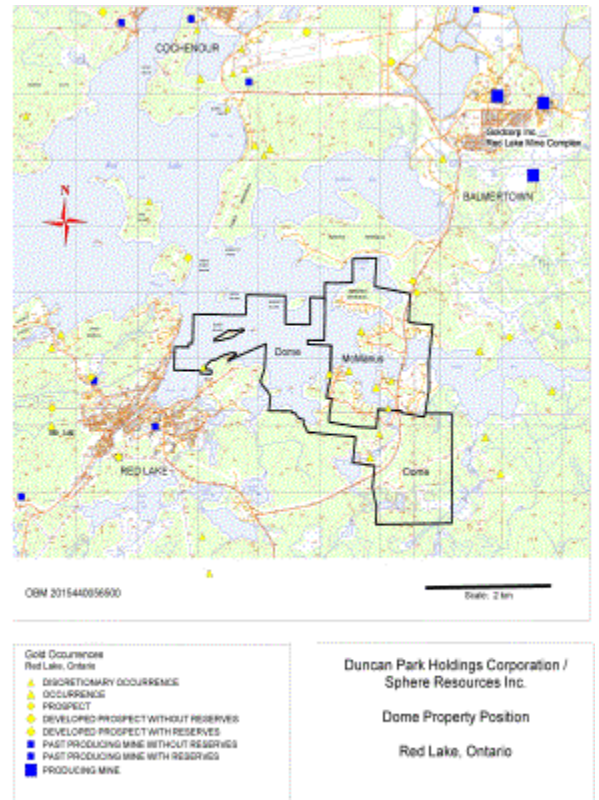 COCHENOUR
Goldcorp Inc.
Red Lake Mine Complex
BALMERTOWN
N
Dome
McManus
RED LAKE
Dome
OBM 2015440056900
Scale: 2 km
Gold Occurrences
Red Lake, Ontario
DISCRETIONARY OCCURRENCE
OCCURRENCE
PROSPECT
DEVELOPED PROSPECT WITHOUT RESERVES
DEVELOPED PROSPECT WITH RESERVES
PAST PRODUCING MINE WITHOUT RESERVES
PAST PRODUCING MINE WITH RESERVES
PRODUCING MINE
Duncan Park Holdings Corporation /
Sphere Resources Inc.
Dome Property Position
Red Lake, Ontario